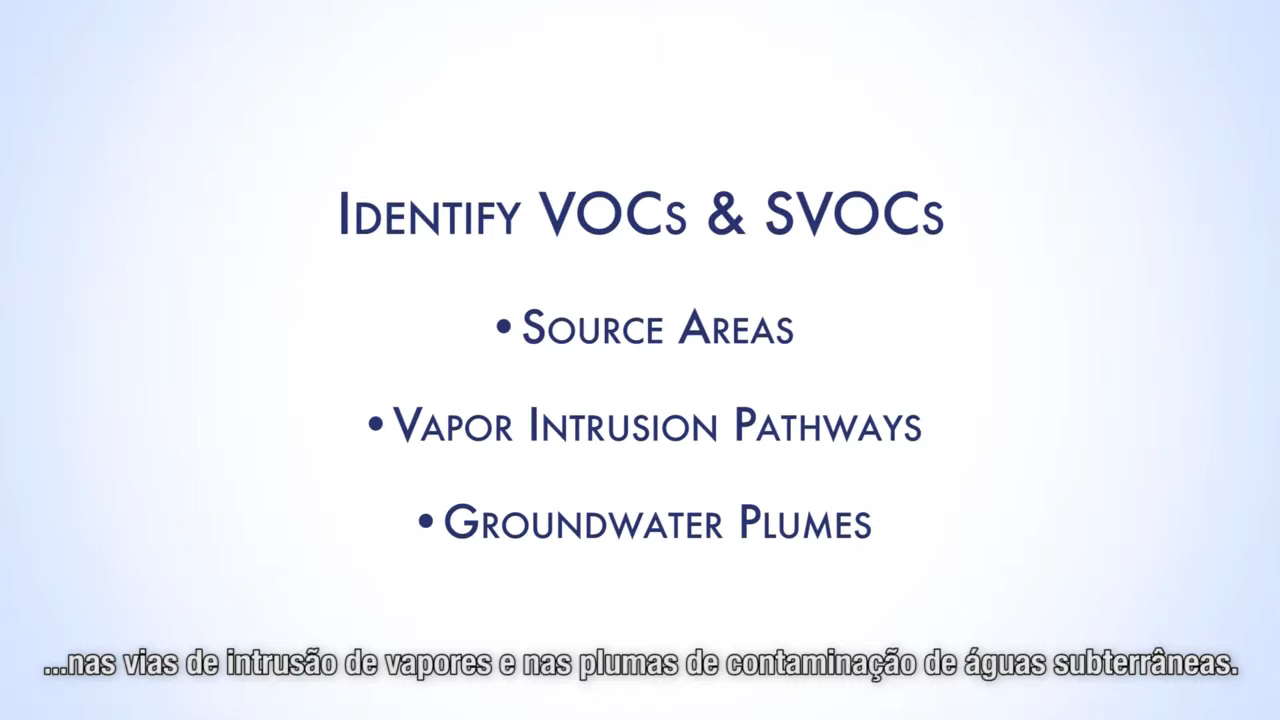 Identify VOCs & SVOCs
• Source Areas
• Vapor Intrusion Pathways
• Groundwater Plumes
...nas vias de intrusão de vapores e nas plumas de contaminação de águas subterrâneas.